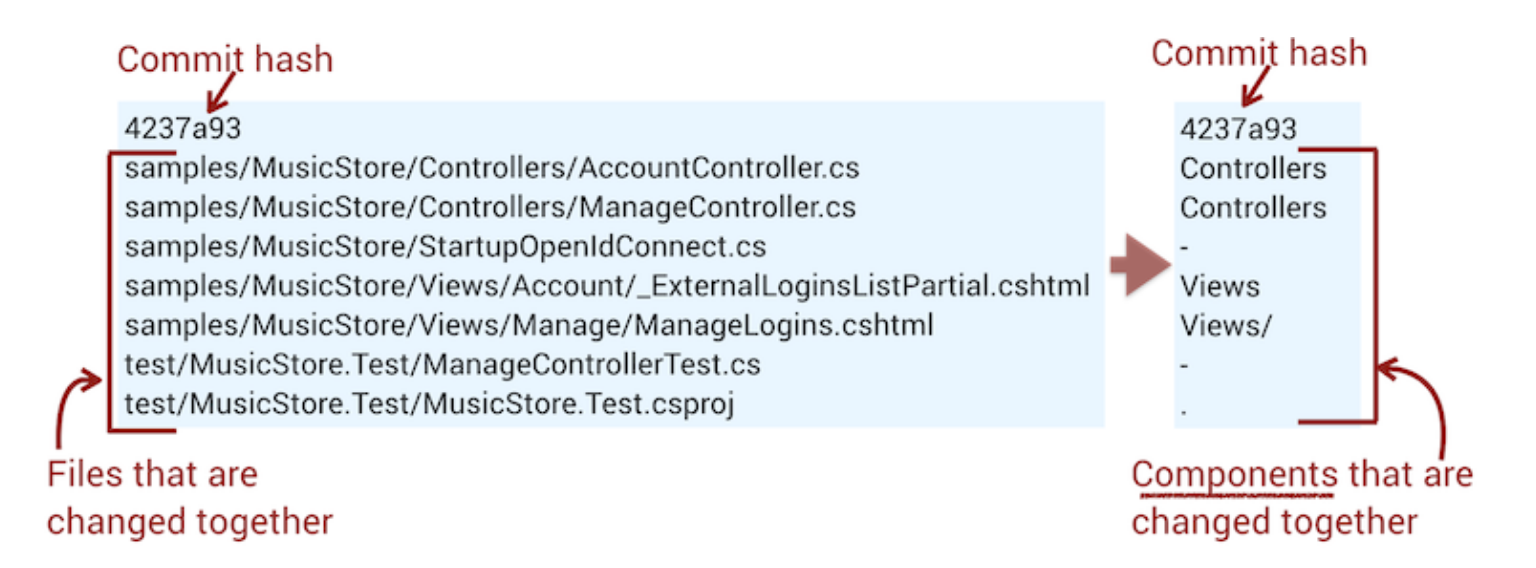 Commit hash
4237a93
samples/MusicStore/Controllers/AccountController.cs
samples/MusicStore/Controllers/ManageController.cs
samples/MusicStore/StartupOpenIdConnect.cs
samples/MusicStore/Views/Account/_ExternalLoginsListPartial.cshtml
samples/MusicStore/Views/Manage/ManageLogins.cshtml
test/MusicStore.Test/ManageControllerTest.cs
test/MusicStore.Test/MusicStore.Test.csproj
Files that are
changed together
Commit hash
4237a93
Controllers
Controllers
-
Views
Views/
-
.
Components that are
changed together